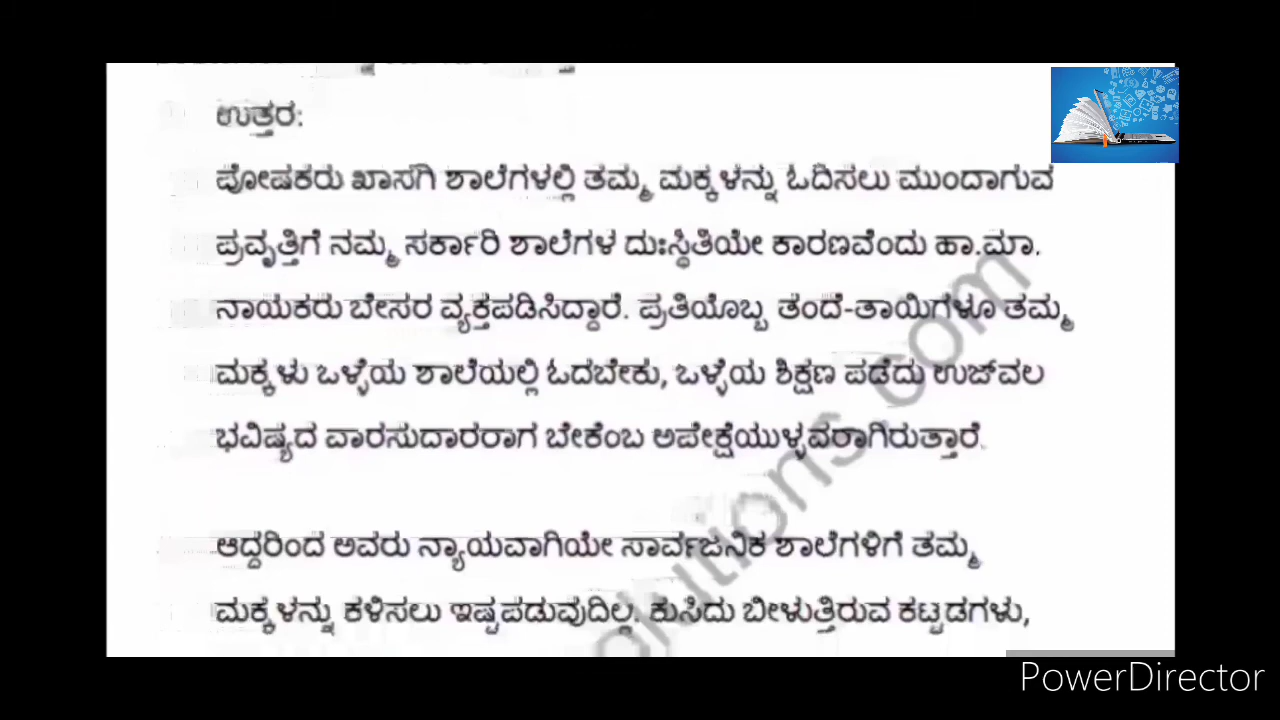 ಉತ್ತರ:
ಪೋಷಕರು ಖಾಸಗಿ ಶಾಲೆಗಳಲ್ಲಿ ತಮ್ಮ ಮಕ್ಕಳನ್ನು ಓದಿಸಲು ಮುಂದಾಗುವ
ಪ್ರವೃತ್ತಿಗೆ ನಮ್ಮ ಸರ್ಕಾರಿ ಶಾಲೆಗಳ ದುಃಸ್ಥಿತಿಯೇ ಕಾರಣವೆಂದು ಹಾ.ಮಾ.
ನಾಯಕರು ಬೇಸರ ವ್ಯಕ್ತಪಡಿಸಿದ್ದಾರೆ. ಪ್ರತಿಯೊಬ್ಬ ತಂದೆ-ತಾಯಿಗಳೂ ತಮ್ಮ
ಮಕ್ಕಳು ಒಳ್ಳೆಯ ಶಾಲೆಯಲ್ಲಿ ಓದಬೇಕು, ಒಳ್ಳೆಯ ಶಿಕ್ಷಣ ಪಡೆದು ಉಜ್‌ವಲ
ಭವಿಷ್ಯದ ವಾರಸುದಾರರಾಗ ಬೇಕೆಂಬ ಅಪೇಕ್ಷೆಯುಳ್ಳವರಾಗಿರುತ್ತಾರೆ.
ಆದ್ದರಿಂದ ಅವರು ನ್ಯಾಯವಾಗಿಯೇ ಸಾರ್ವಜನಿಕ ಶಾಲೆಗಳಿಗೆ ತಮ್ಮ
ಮಕ್ಕಳನ್ನು ಕಳಿಸಲು ಇಷ್ಟಪಡುವುದಿಲ್ಲ. ಕುಸಿದು ಬೀಳುತ್ತಿರುವ ಕಟ್ಟಡಗಳು,
olutions.com
PowerDirector